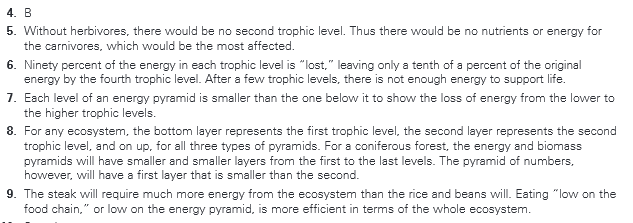 4. B
5. Without herbivores, there would be no second trophic level. Thus there would be no nutrients or energy for
the carnivores, which would be the most affected.
6. Ninety percent of the energy in each trophic level is “lost,” leaving only a tenth of a percent of the original
energy by the fourth trophic level. After a few trophic levels, there is not enough energy to support life.
7. Each level of an energy pyramid is smaller than the one below it to show the loss of energy from the lower to
the higher trophic levels.
8. For any ecosystem, the bottom layer represents the first trophic level, the second layer represents the second
trophic level, and on up, for all three types of pyramids. For a coniferous forest, the energy and biomass
pyramids will have smaller and smaller layers from the first to the last levels. The pyramid of numbers,
however, will have a first layer that is smaller than the second.
9. The steak will require much more energy from the ecosystem than the rice and beans will. Eating “low on the
food chain,” or low on the energy pyramid, is more efficient in terms of the whole ecosystem.